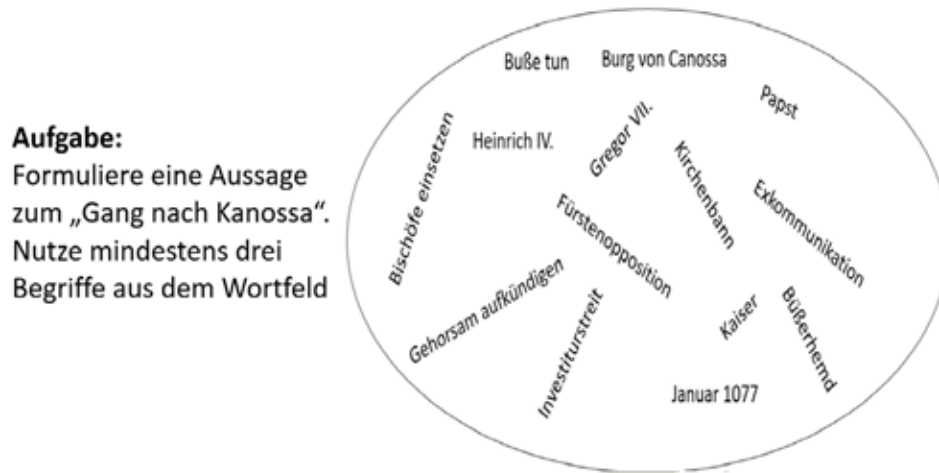 Aufgabe:
Formuliere eine Aussage
zum „Gang nach Kanossa“.
Nutze mindestens drei
Begriffe aus dem Wortfeld
Buße tun
Burg von Canossa
Papst
Bischöfe einsetzen
Heinrich IV.
Gregor VII.
Kirchenbann
Exkommunikation
Fürstenopposition
Gehorsam aufkündigen
Investiturstreit
Kaiser
Büßerhemd
Januar 1077